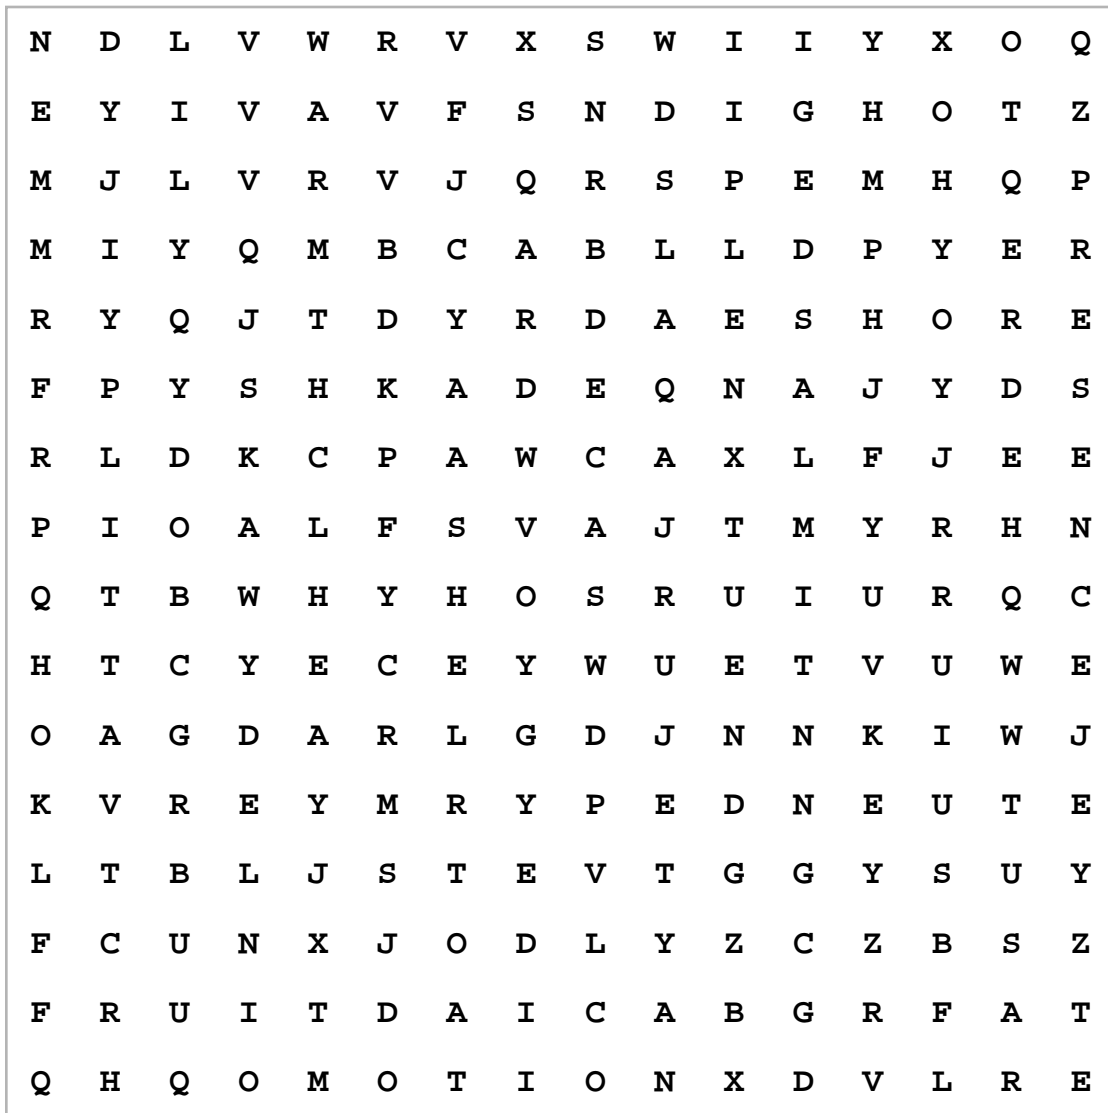 N D L V W R V X S W I I Y X O Q
E Y I V A V F S N D I G H O T Z
M J L V R V J Q R S P E M H Q P
M I Y Q M B C A B L L D P Y E R
R Y Q J T D Y R D A E S H O R E
F P Y S H K A D E Q N A J Y D S
R L D K C P A W C A X L F J E E
P I O A L F S V A J T M Y R H N
Q T B W H Y H O S R U I U R Q C
H T C Y E C E Y W U E T V U W E
O A G D A R L G D J N N K I W J
K V R E Y M R Y P E D N E U T E
L T B L J S T E V T G G Y S U Y
F C U N X J O D L Y Z C Z B S Z
F R U I T D A I C A B G R F A T
Q H Q O M O T I O N X D V L R E